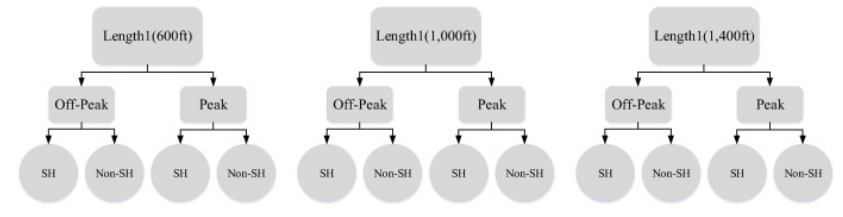 Length1(600ft)
Off-Peak
Peak
SH
Non-SH
SH
Non-SH
Length1(1,000ft)
Off-Peak
Peak
SH
Non-SH
SH
Non-SH
Length1(1,400ft)
Off-Peak
Peak
SH
Non-SH
SH
Non-SH